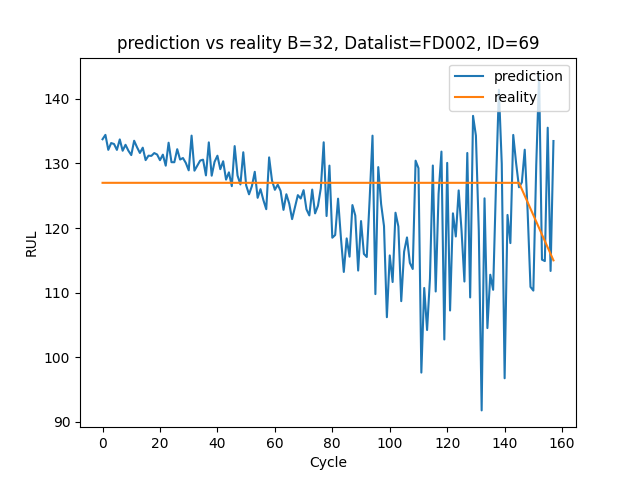 prediction vs reality B=32, Datalist=FD002, ID=69
prediction
reality
140
130
120
110
100
90
RUL
0 20 40 60 80 100 120 140 160
Cycle